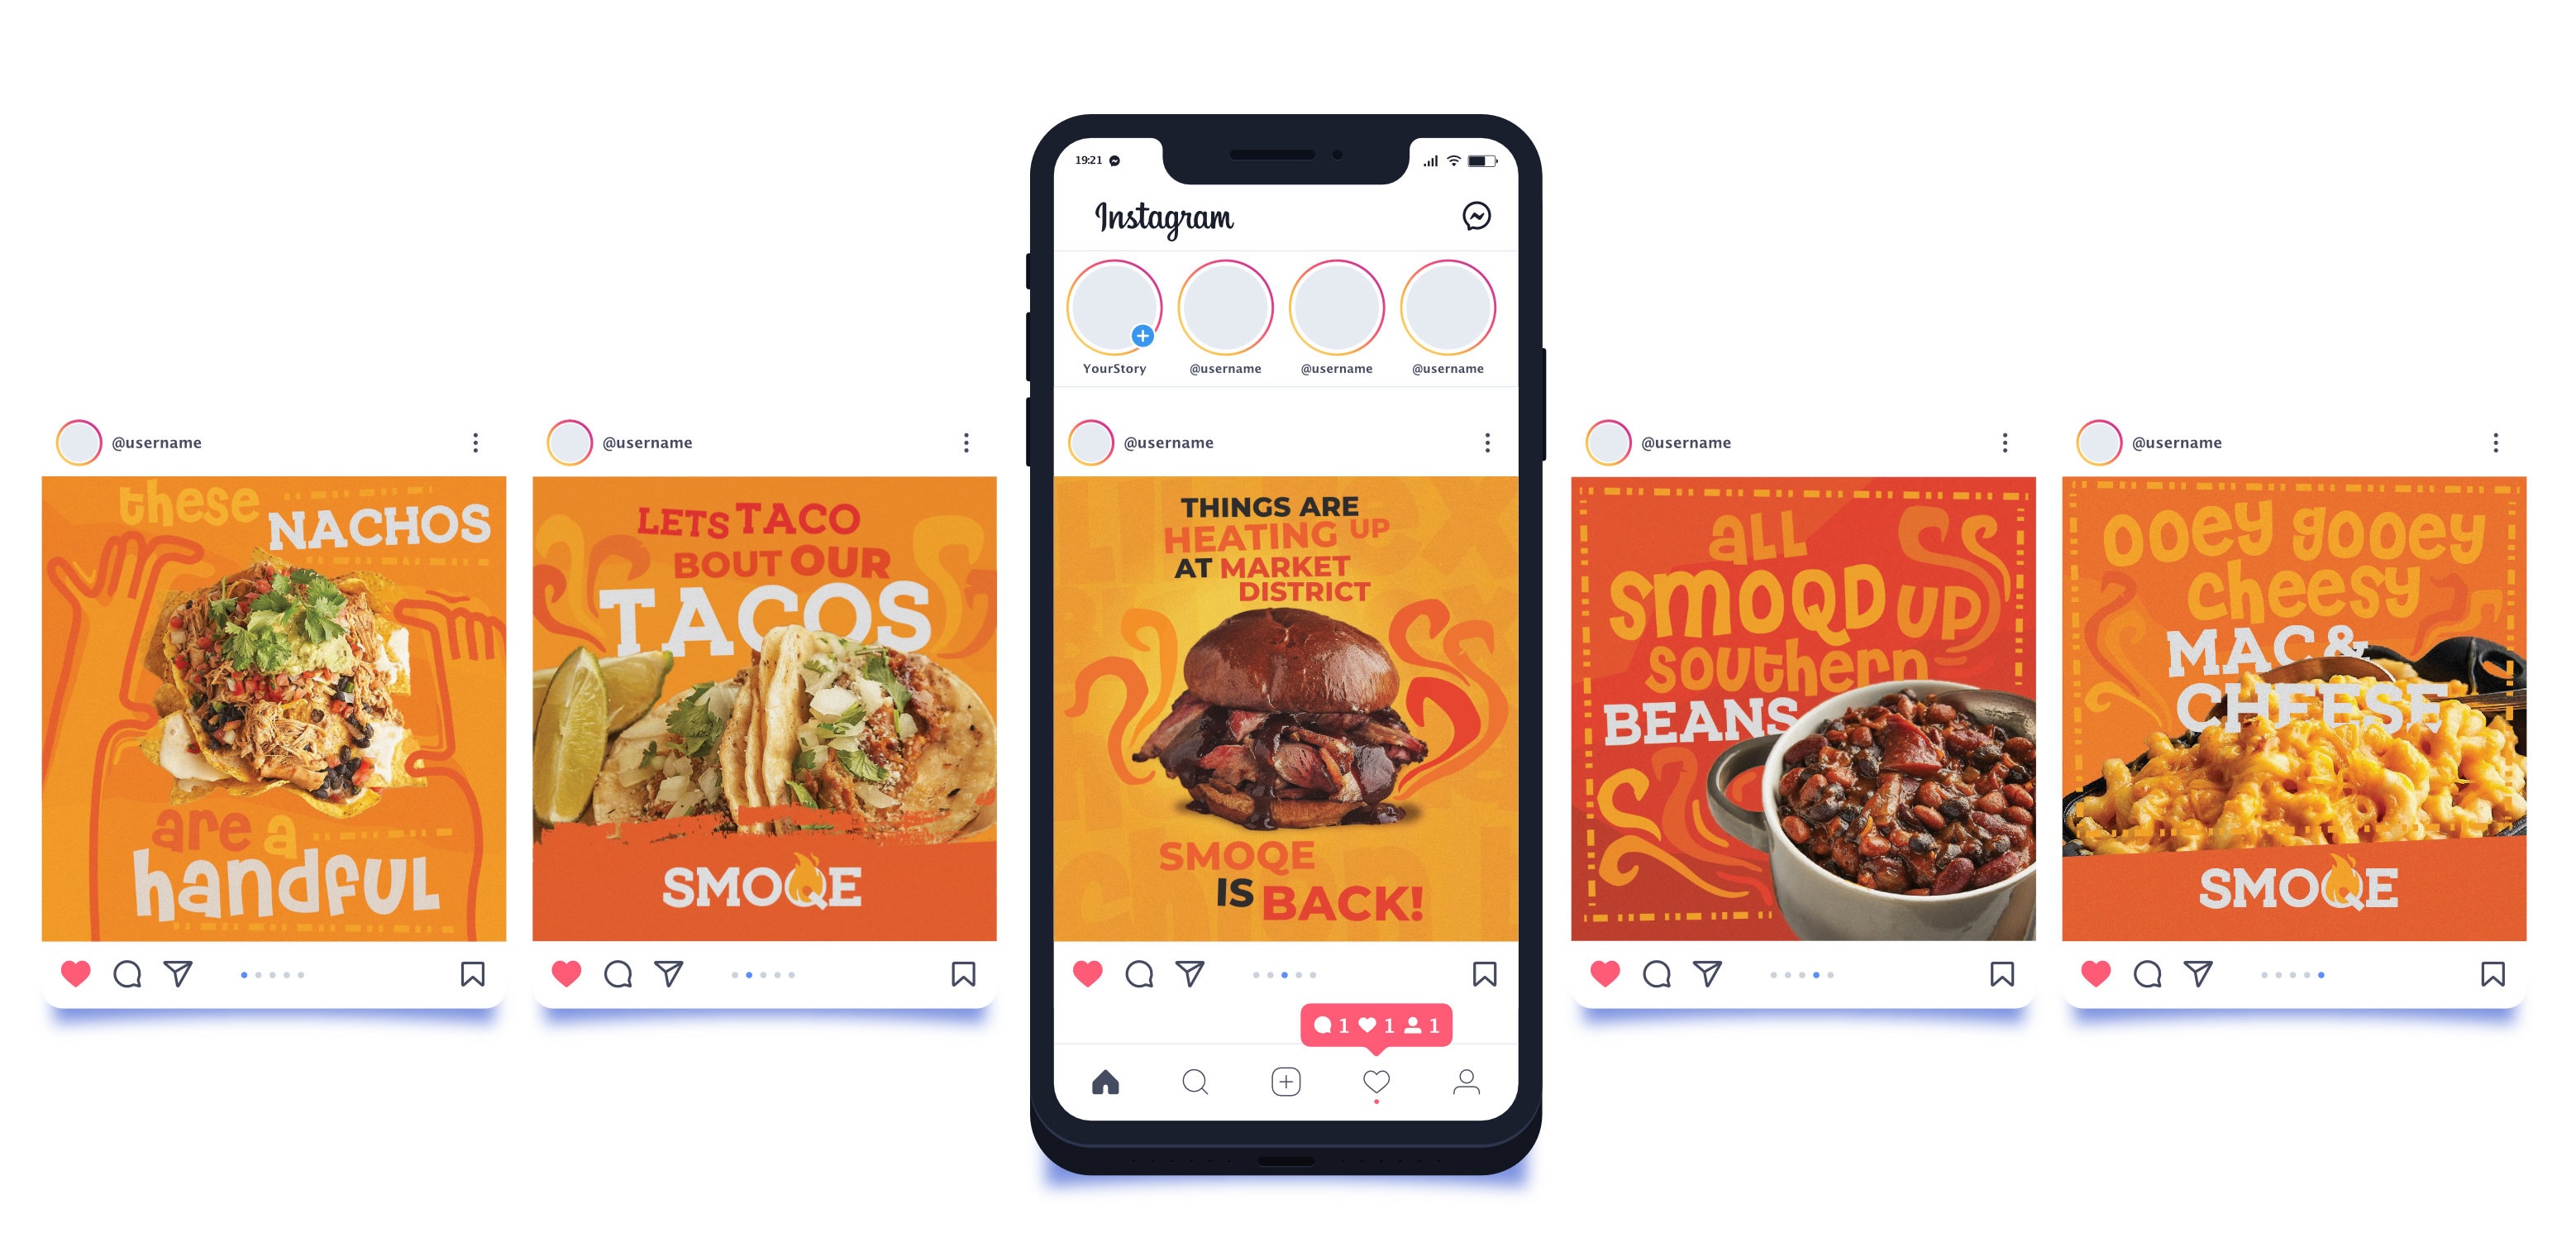 19:21
Instagram
YourStory
@username
@username
@username
@username
these
NACHOS
are a
handful
@username
LETS TACO
BOUT OUR
TACOS
SMOQE
@username
THINGS ARE
HEATING UP
AT MARKET
DISTRICT
SMOQE
IS BACK!
1 1 1
@username
all
SMOQD UP
southern
BEANS
@username
ooey gooey
cheesy
MAC &
CHEESE
SMOQE